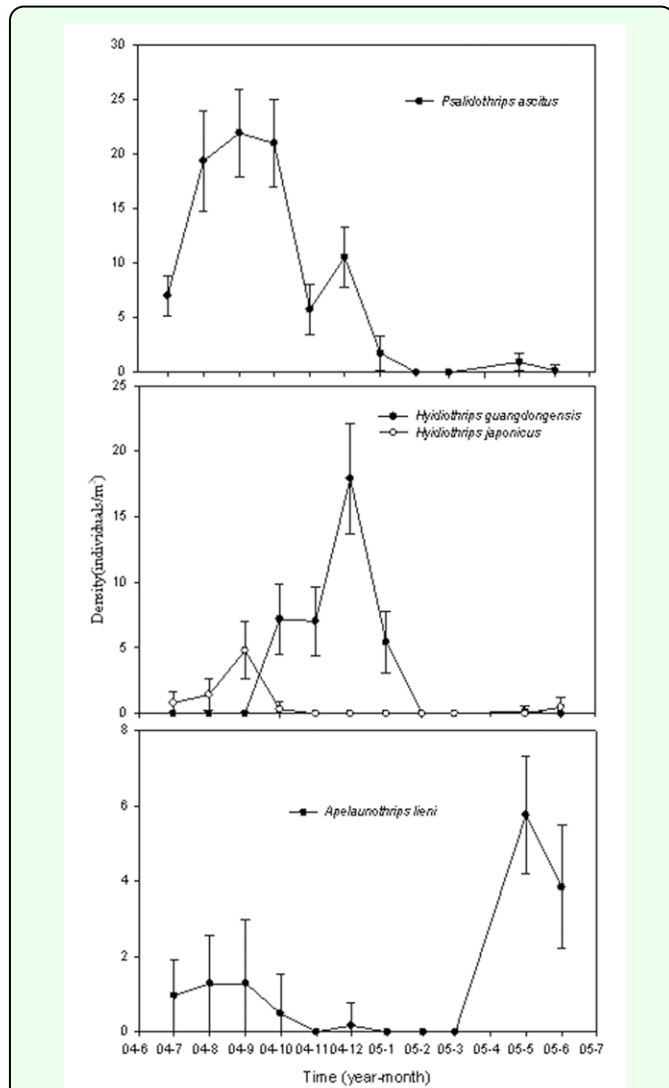 30
25
20
15
10
5
0
Psalidothrips ascitus
25
20
15
10
5
0
Hyidiothrips guangdongensis
Hyidiothrips japonicus
Density(individuals/m²)
8
6
4
2
0
Apelaunothrips lieni
04-6 04-7 04-8 04-9 04-10 04-11 04-12 05-1 05-2 05-3 05-4 05-5 05-6 05-7
Time (year-month)